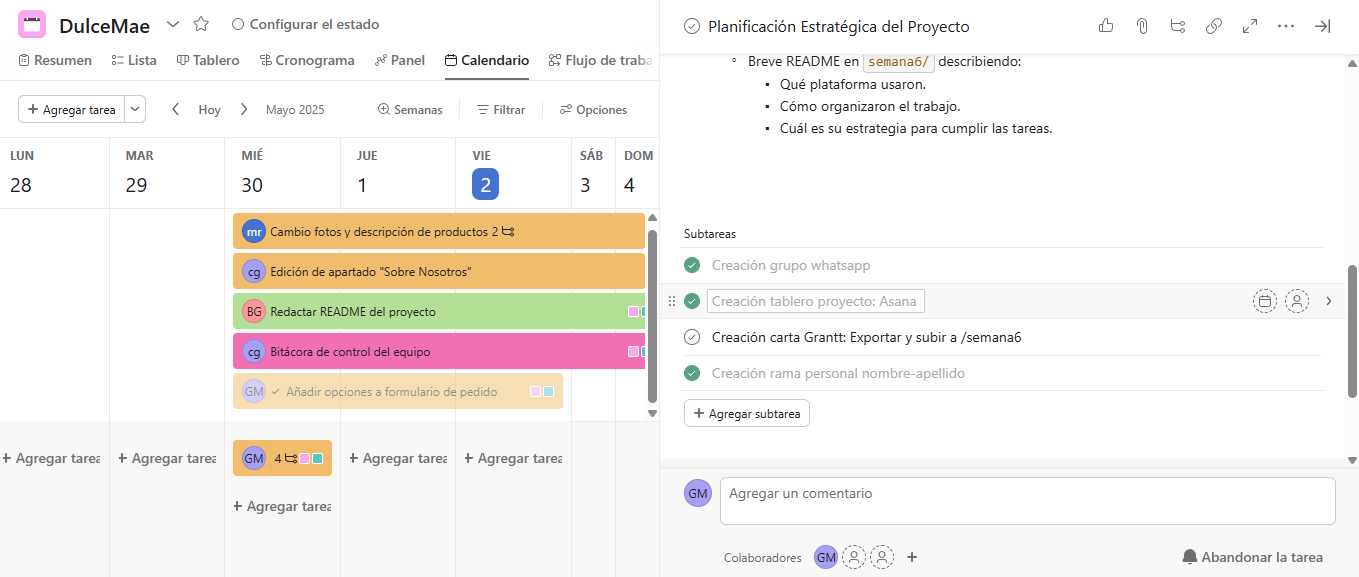 DulceMae
Configurar el estado
Resumen
Lista
Tablero
Cronograma
Panel
Calendario
Flujo de traba
Agregar tarea
Hoy
Mayo 2025
Semanas
Filtrar
Opciones
LUN
MAR
MIÉ
JUE
VIE
SÁB
DOM
28
29
30
1
2
3
4
mr Cambio fotos y descripción de productos 2
cg Edición de apartado "Sobre Nosotros"
BG Redactar README del proyecto
cg Bitácora de control del equipo
GM ✓ Añadir opciones a formulario de pedido
+ Agregar tarea
+ Agregar tarea
GM 4
+ Agregar tarea
+ Agregar tarea
+ Agregar tarea
Planificación Estratégica del Proyecto
◦ Breve README en semana6/ describiendo:
▪ Qué plataforma usaron.
▪ Cómo organizaron el trabajo.
▪ Cuál es su estrategia para cumplir las tareas.
Subtareas
Creación grupo whatsapp
Creación tablero proyecto: Asana
Creación carta Grantt: Exportar y subir a /semana6
Creación rama personal nombre-apellido
+ Agregar subtarea
GM
Agregar un comentario
Colaboradores
GM
Abandonar la tarea